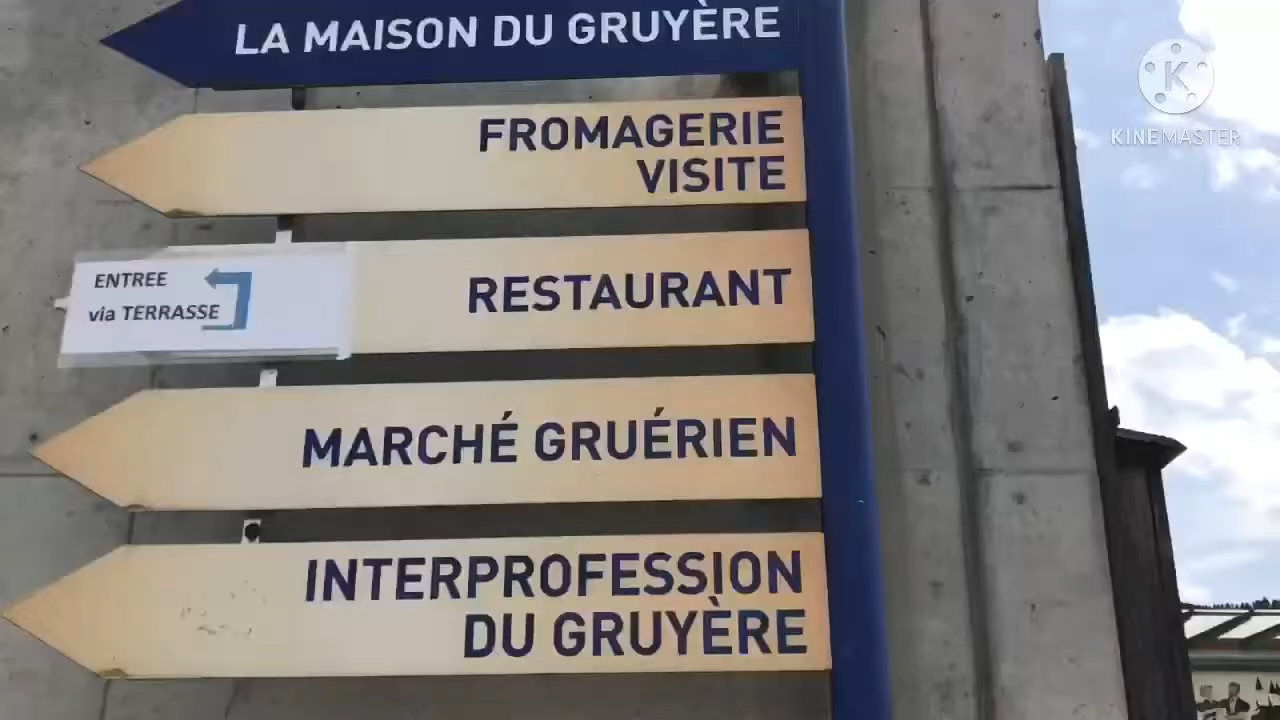 LA MAISON DU GRUYÈRE
FROMAGERIE
VISITE
ENTREE
via TERRASSE
RESTAURANT
MARCHÉ GRUÉRIEN
INTERPROFESSION
DU GRUYÈRE
K
KINEMASTER